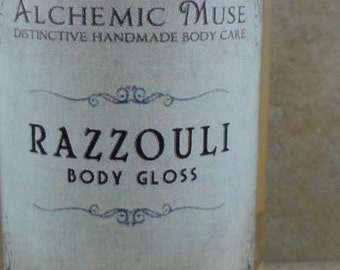 ALCHEMIC MUSE
DISTINCTIVE HANDMADE BODY CARE
RAZZOULI
BODY GLOSS